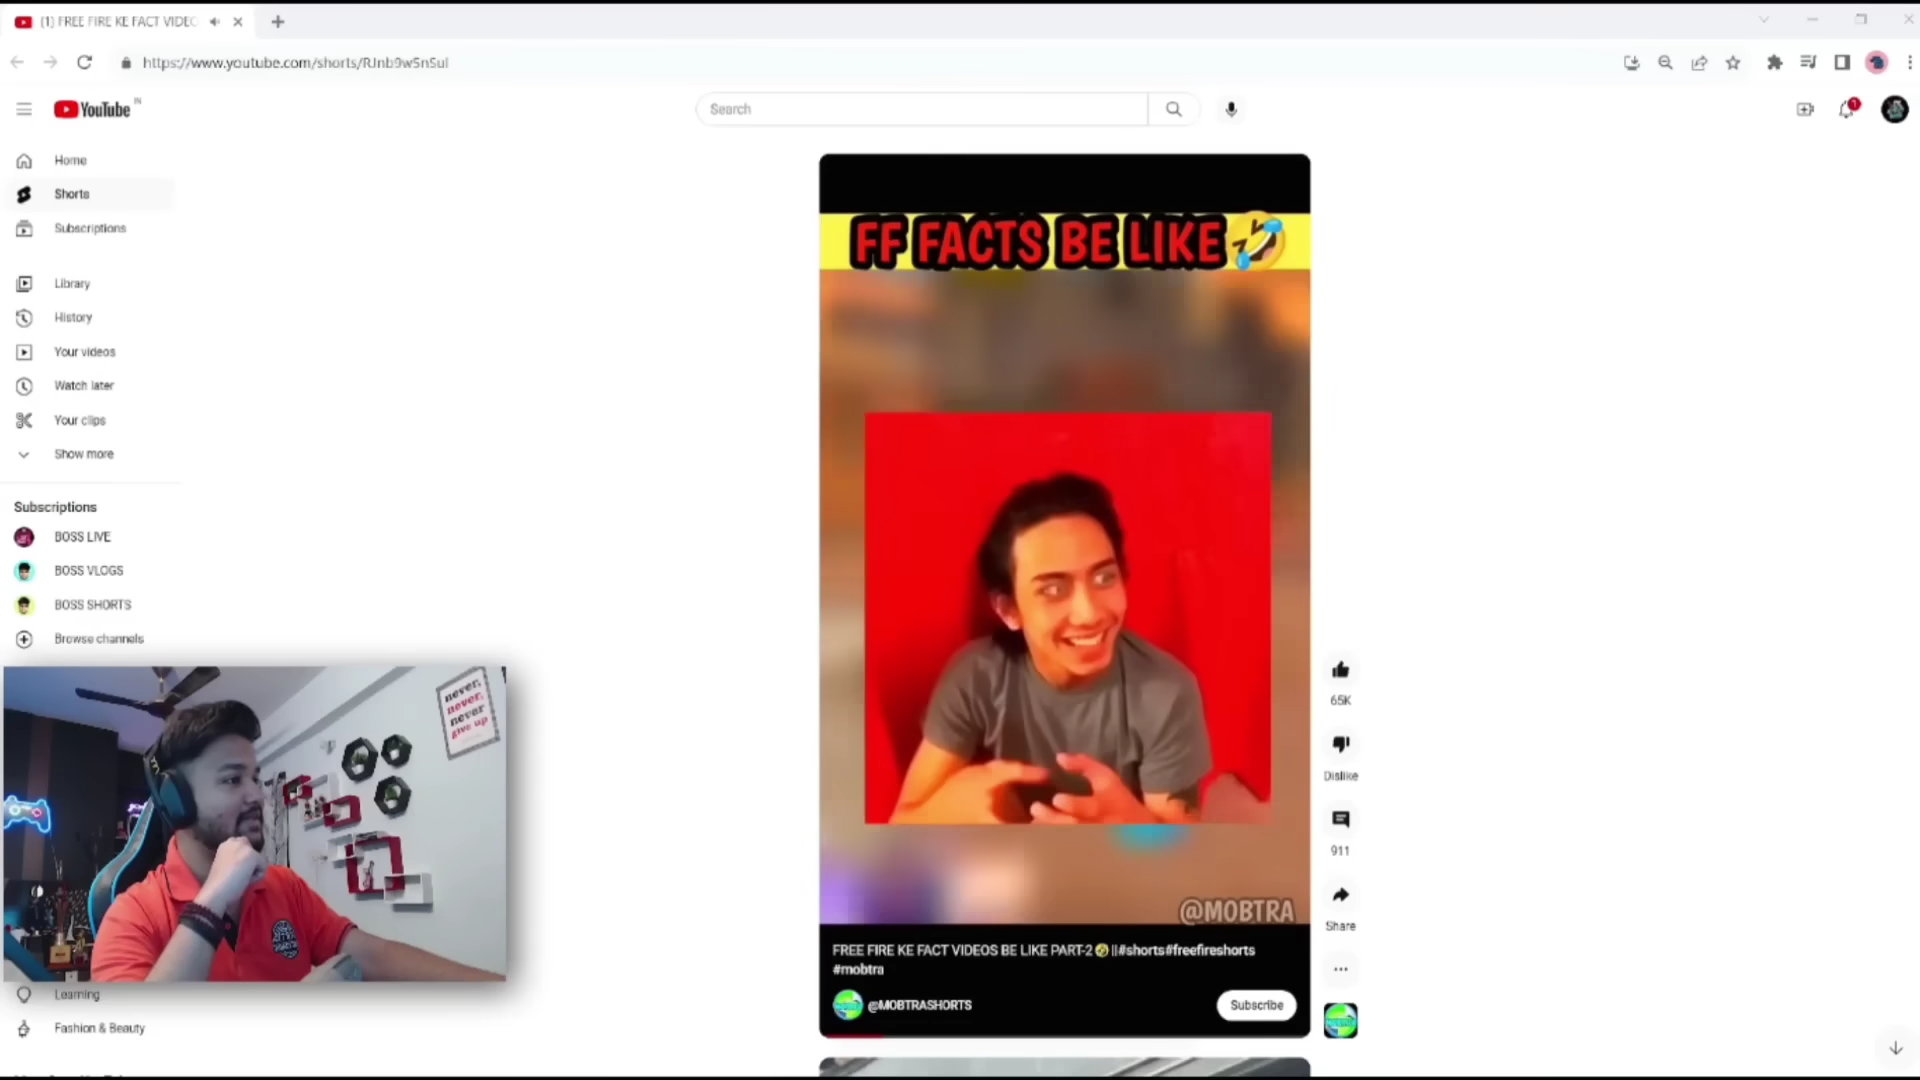 (1) FREE FIRE KE FACT VIDEO
https://www.youtube.com/shorts/RJnb9w5nSuI
YouTube IN
Search
1
Home
Shorts
Subscriptions
Library
History
Your videos
Watch later
Your clips
Show more
Subscriptions
BOSS LIVE
BOSS VLOGS
BOSS SHORTS
Browse channels
never,
never,
never
give up
Learning
Fashion & Beauty
FF FACTS BE LIKE🤣
@MOBTRA
FREE FIRE KE FACT VIDEOS BE LIKE PART-2🤣||#shorts#freefireshorts
#mobtra
@MOBTRASHORTS
Subscribe
65K
Dislike
911
Share